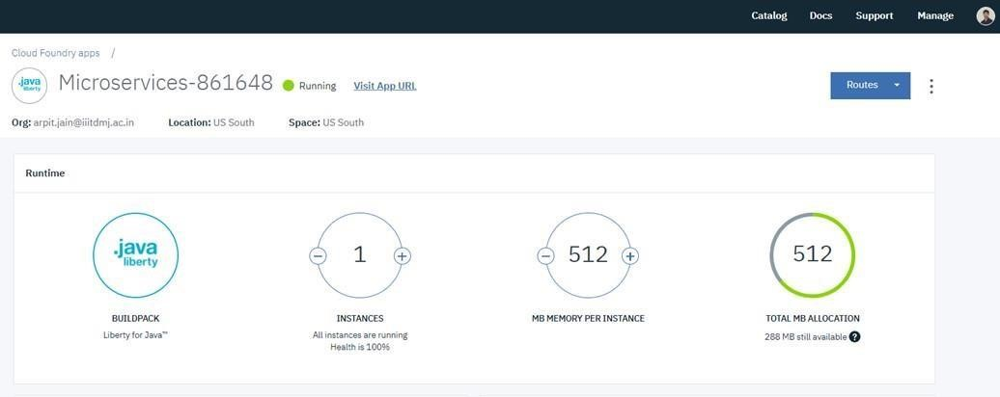 Catalog Docs Support Manage
Cloud Foundry apps /
.java liberty
Microservices-861648 Running Visit App URL Routes
Org: arpit.jain@iiitdmj.ac.in Location: US South Space: US South
Runtime
.java
liberty
1
512
512
BUILDPACK INSTANCES MB MEMORY PER INSTANCE TOTAL MB ALLOCATION
Liberty for Java™ All instances are running 288 MB still available ?
Health is 100%